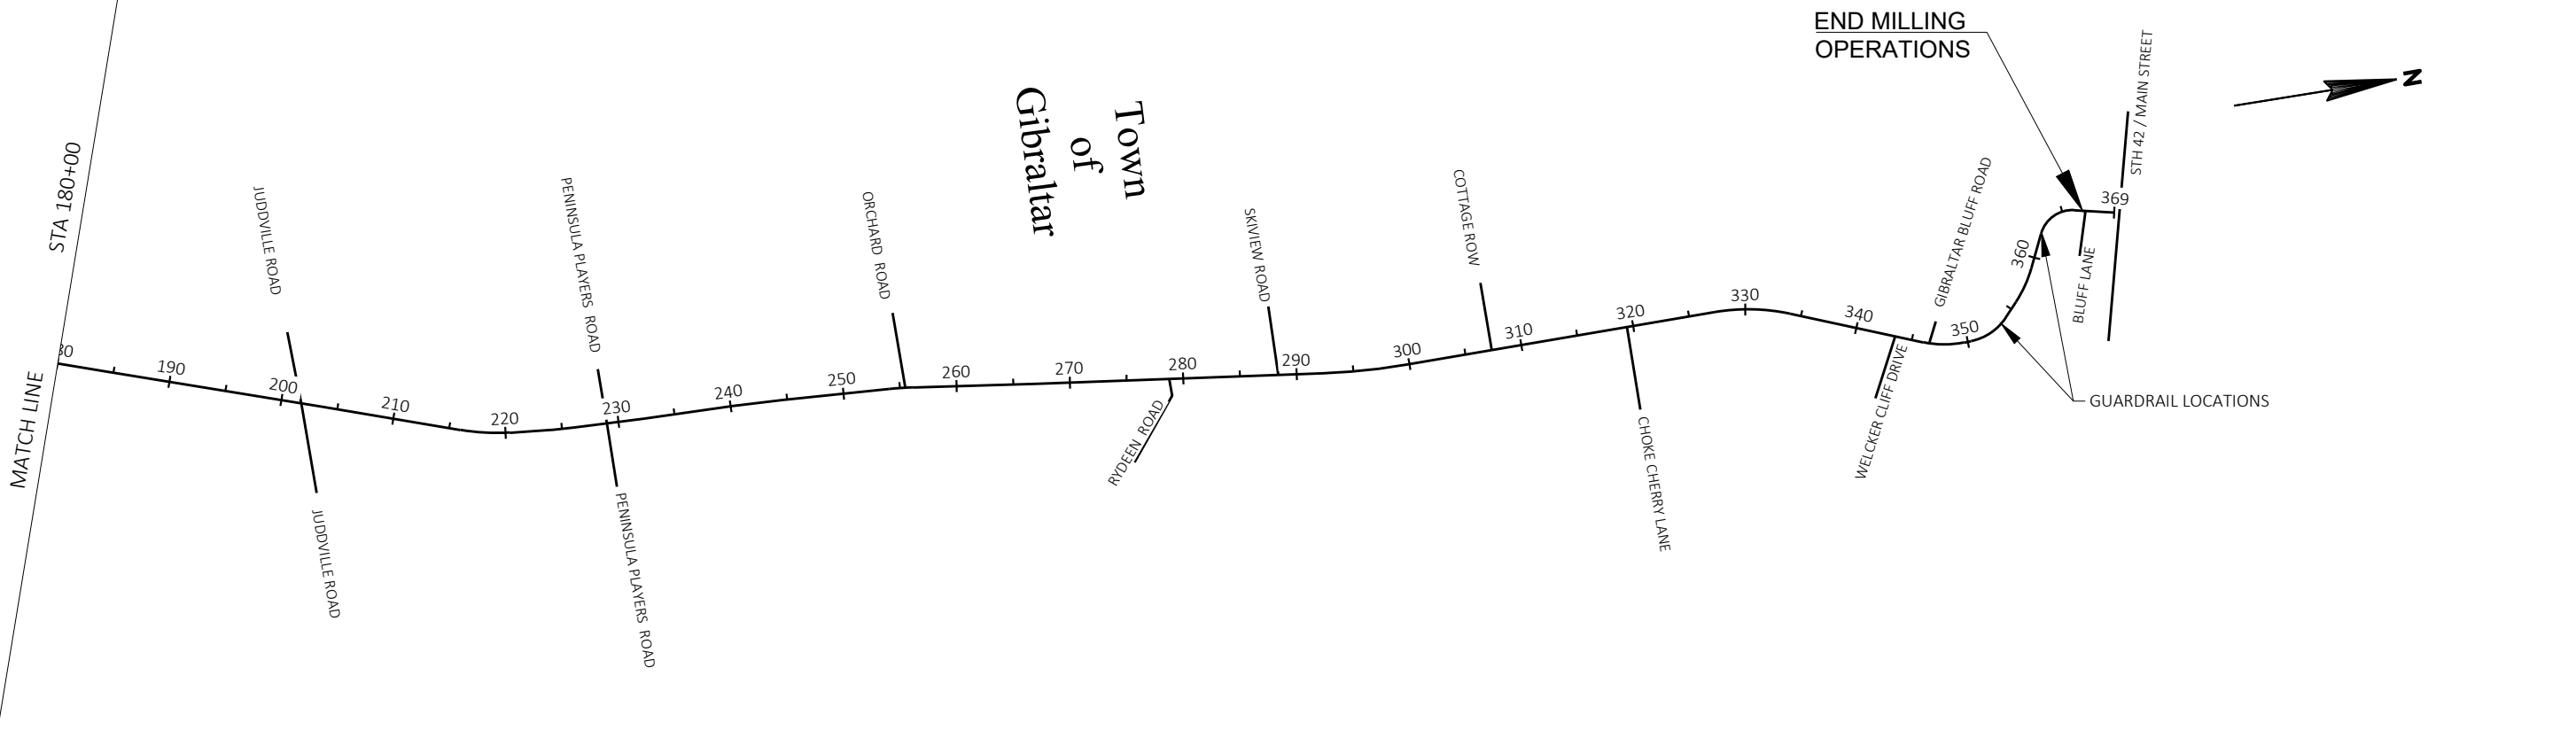 END MILLING
OPERATIONS
N
STH 42 / MAIN STREET
Town
of
Gibraltar
STA 180+00
MATCH LINE
JUDDVILLE ROAD
PENINSULA PLAYERS ROAD
ORCHARD ROAD
SKIVIEW ROAD
COTTAGE ROW
GIBRALTAR BLUFF ROAD
80
190
200
210
220
230
240
250
260
270
280
290
300
310
320
330
340
350
360
369
JUDDVILLE ROAD
PENINSULA PLAYERS ROAD
RYDEEN ROAD
CHOKE CHERRY LANE
WELCKER CLIFF DRIVE
BLUFF LANE
GUARDRAIL LOCATIONS